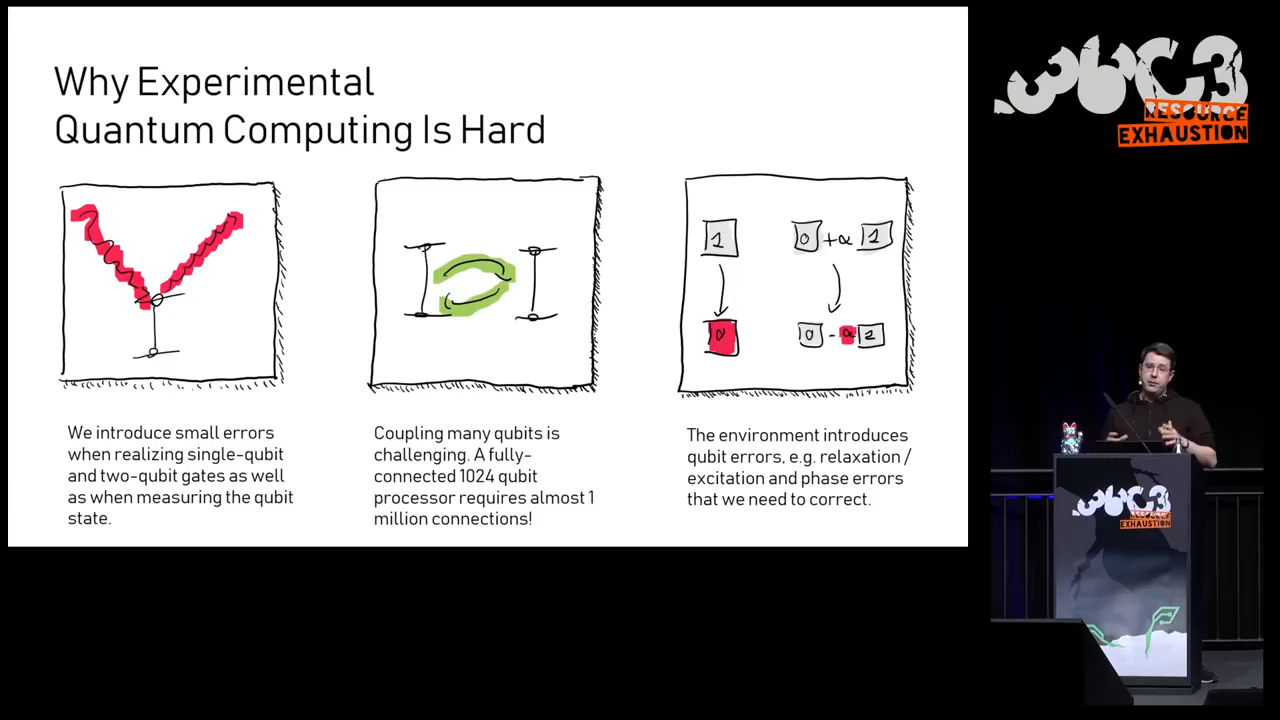 Why Experimental
Quantum Computing Is Hard
1
0
0 +α 1
0 - α 1
We introduce small errors
when realizing single-qubit
and two-qubit gates as well
as when measuring the qubit
state.
Coupling many qubits is
challenging. A fully-
connected 1024 qubit
processor requires almost 1
million connections!
The environment introduces
qubit errors, e.g. relaxation /
excitation and phase errors
that we need to correct.
36C3
RESOURCE
EXHAUSTION
36C3
RESOURCE
EXHAUSTION